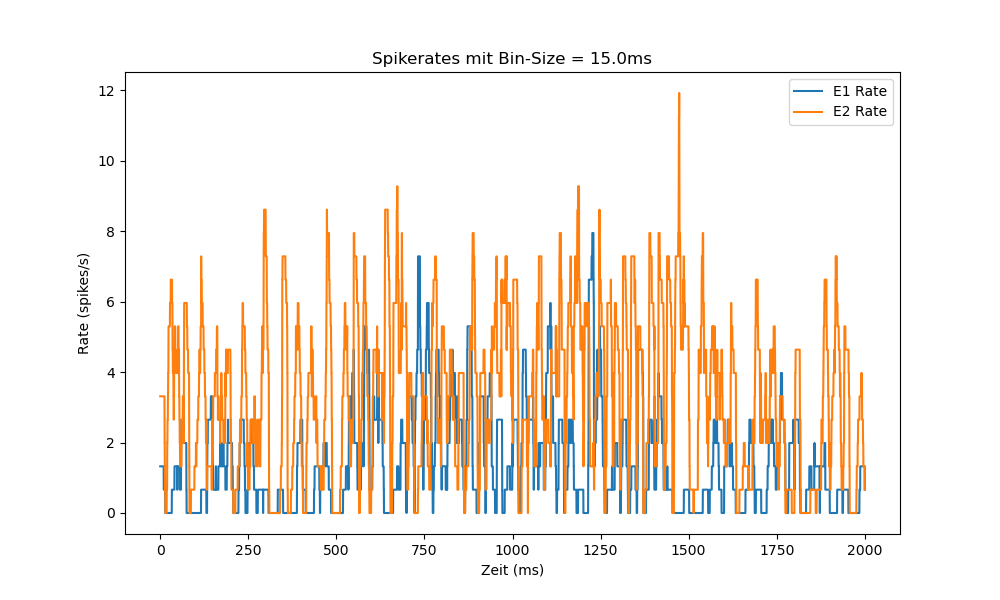 Spikerates mit Bin-Size = 15.0ms
E1 Rate
E2 Rate
12
10
8
6
4
2
0
Rate (spikes/s)
0 250 500 750 1000 1250 1500 1750 2000
Zeit (ms)